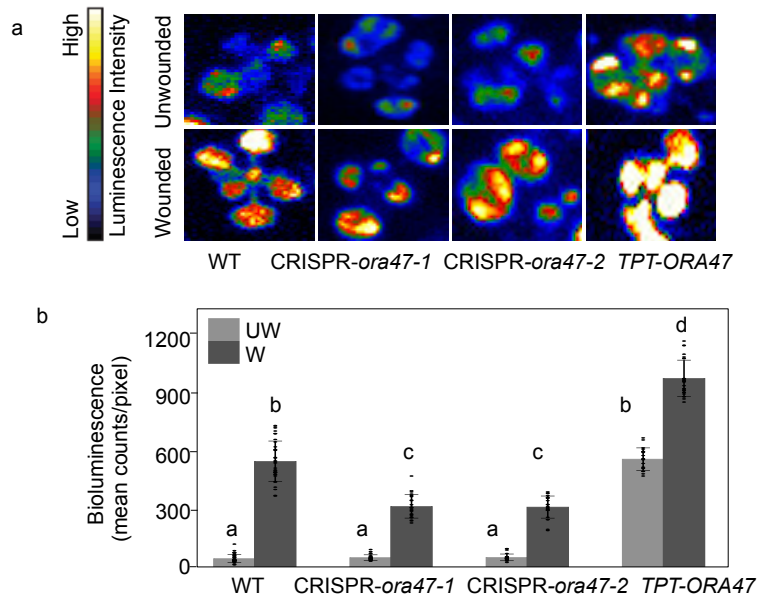 a
High
Low
Luminescence Intensity
Unwounded
Wounded
WT CRISPR-ora47-1 CRISPR-ora47-2 TPT-ORA47
b
Bioluminescence
(mean counts/pixel)
1200
900
600
300
0
UW
W
a b a c a c b d
WT CRISPR-ora47-1 CRISPR-ora47-2 TPT-ORA47